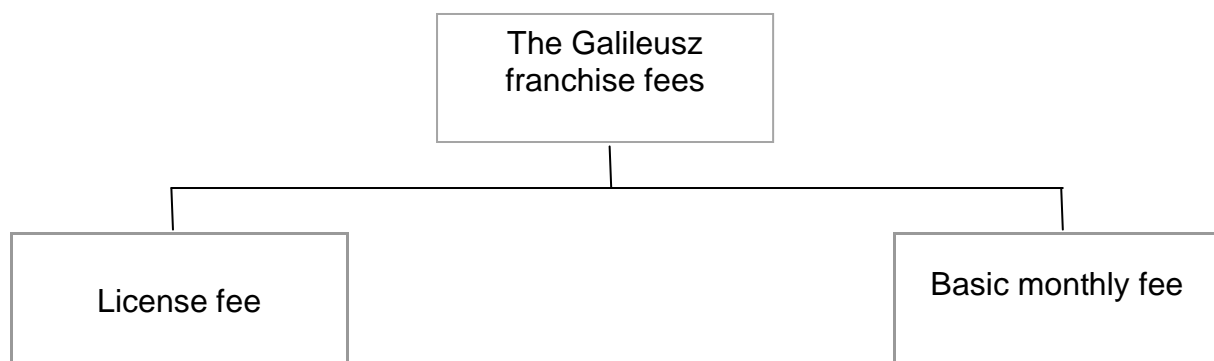 The Galileusz
franchise fees
License fee
Basic monthly fee